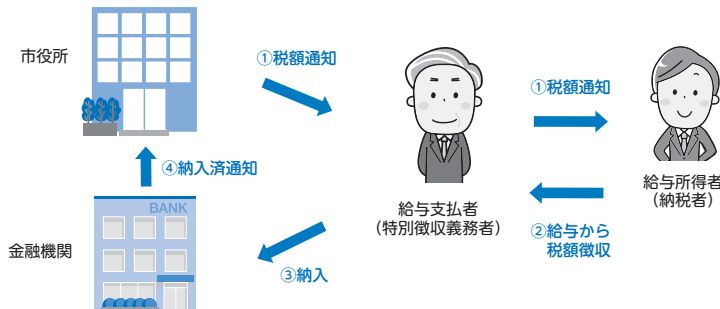 市役所
①税額通知
①税額通知
④納入済通知
給与支払者
（特別徴収義務者）
給与所得者
（納税者）
②給与から
税額徴収
BANK
金融機関
③納入